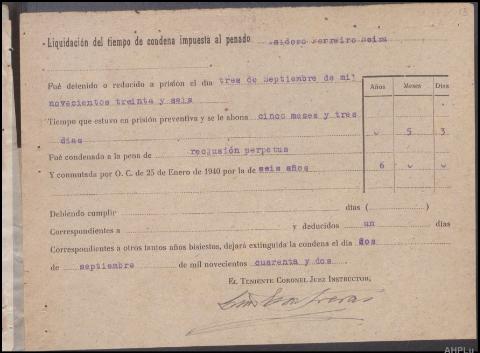 Liquidación del tiempo de condena impuesta al penado Isidoro Ferreiro Seira
Fué detenido o reducido a prisión el día tres de Septiembre de mil
novecientos treinta y seis
Años Meses Días
Tiempo que estuvo en prisión preventiva y se le abona cinco meses y tres
dias 5 3
Fué condenado a la pena de reclusión perpetua
Y conmutada por O. C. de 25 de Enero de 1940 por la de seis años 6
Debiendo cumplir días ( )
Correspondientes a y deducidos un días
Correspondientes a otros tantos años bisiestos, dejará extinguida la condena el día dos
de septiembre de mil novecientos cuarenta y dos
El Teniente Coronel Juez Instructor,
AHPLu